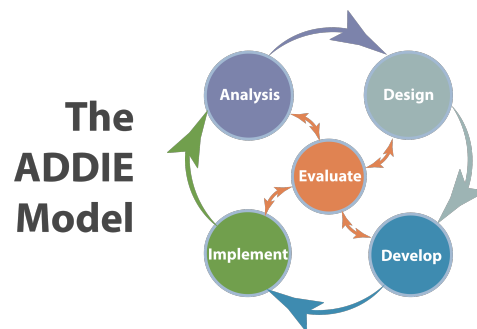 The
ADDIE
Model
Analysis
Design
Evaluate
Implement
Develop